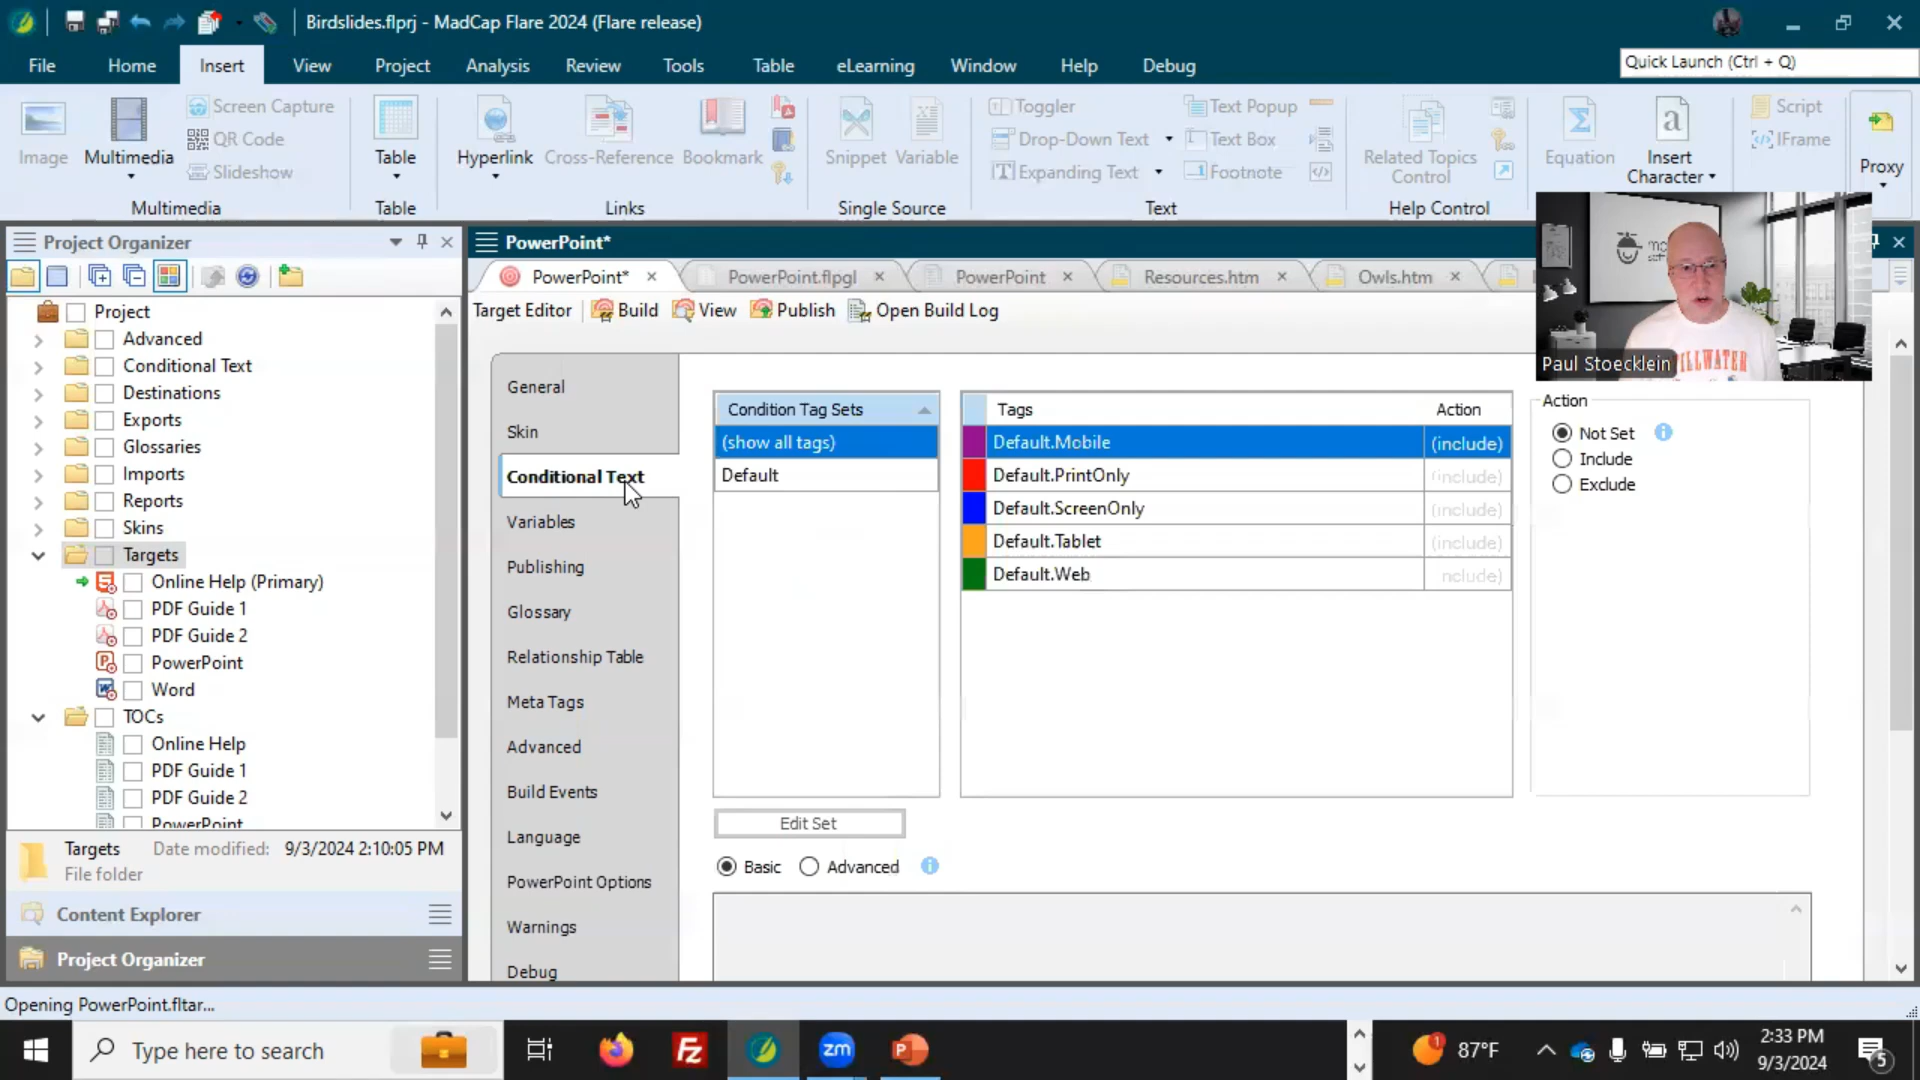 Birdslides.flprj - MadCap Flare 2024 (Flare release)
File Home Insert View Project Analysis Review Tools Table eLearning Window Help Debug
Quick Launch (Ctrl + Q)
Image
Multimedia
Screen Capture
QR Code
Slideshow
Multimedia
Table
Table
Hyperlink
Cross-Reference
Bookmark
Links
Snippet
Variable
Single Source
Toggler
Drop-Down Text
Expanding Text
Text Popup
Text Box
Footnote
Text
Related Topics
Control
Help Control
Equation
Insert
Character
Script
IFrame
Proxy
Project Organizer
Project
Advanced
Conditional Text
Destinations
Exports
Glossaries
Imports
Reports
Skins
Targets
Online Help (Primary)
PDF Guide 1
PDF Guide 2
PowerPoint
Word
TOCs
Online Help
PDF Guide 1
PDF Guide 2
PowerPoint
Targets Date modified: 9/3/2024 2:10:05 PM
File folder
Content Explorer
Project Organizer
PowerPoint*
PowerPoint* PowerPoint.flpgl PowerPoint Resources.htm Owls.htm
Target Editor Build View Publish Open Build Log
General
Skin
Conditional Text
Variables
Publishing
Glossary
Relationship Table
Meta Tags
Advanced
Build Events
Language
PowerPoint Options
Warnings
Debug
Condition Tag Sets
(show all tags)
Default
Tags Action
Default.Mobile (include)
Default.PrintOnly (include)
Default.ScreenOnly (include)
Default.Tablet (include)
Default.Web nclude)
Action
Not Set
Include
Exclude
Edit Set
Basic Advanced
Paul Stoecklein
Opening PowerPoint.fltar...
Type here to search
zm
87°F
2:33 PM
9/3/2024
5